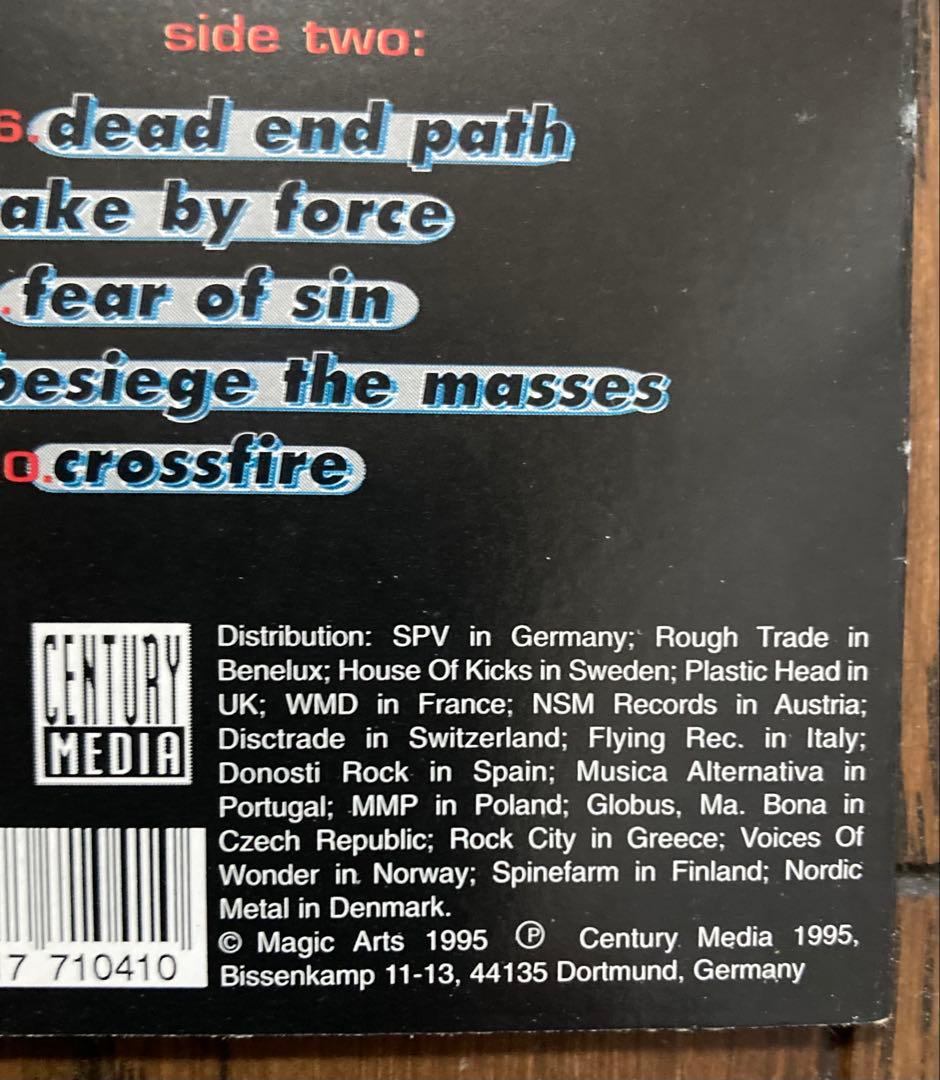 side two:
6. dead end path
ake by force
. fear of sin
besiege the masses
0. crossfire
CENTURY
MEDIA
Distribution: SPV in Germany; Rough Trade in
Benelux; House Of Kicks in Sweden; Plastic Head in
UK; WMD in France; NSM Records in Austria;
Disctrade in Switzerland; Flying Rec. in Italy;
Donosti Rock in Spain; Musica Alternativa in
Portugal; MMP in Poland; Globus, Ma. Bona in
Czech Republic; Rock City in Greece; Voices Of
Wonder in Norway; Spinefarm in Finland; Nordic
Metal in Denmark.
© Magic Arts 1995 ℗ Century Media 1995,
Bissenkamp 11-13, 44135 Dortmund, Germany
7 710410